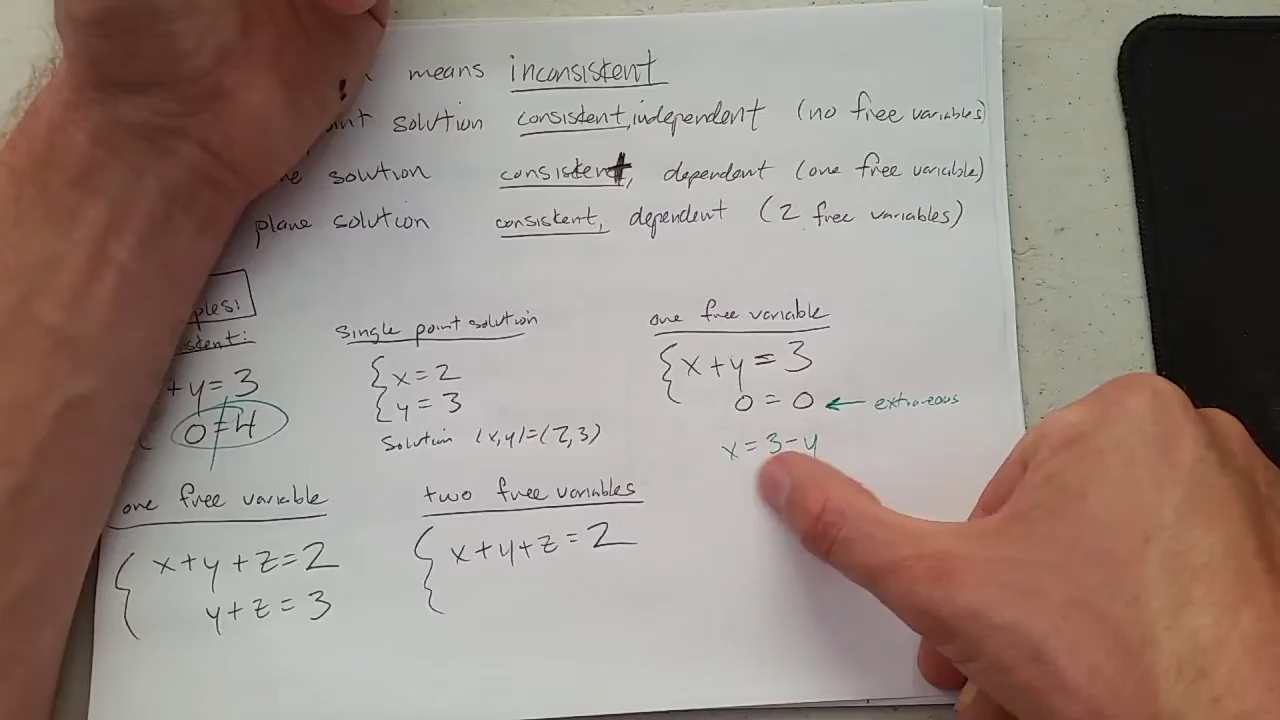 means inconsistent
solution consistent, independent (no free variables)
solution consistent, dependent (one free variable)
plane solution consistent, dependent (2 free variables)
single point solution
{ x = 2
{ y = 3
Solution (x,y)=(2,3)
one free variable
{ x + y = 3
0 = 0 ← extraneous
x = 3 - y
+ y = 3
0 = 4
one free variable
{ x + y + z = 2
y + z = 3
two free variables
{ x + y + z = 2